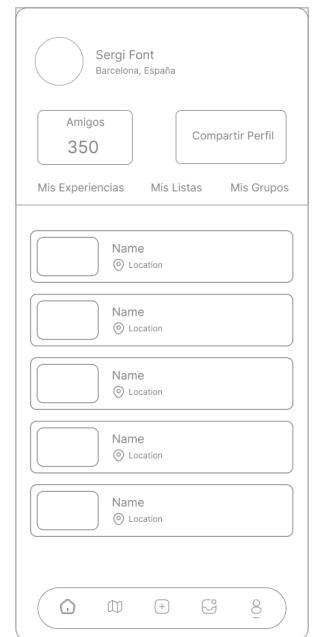 Sergi Font
Barcelona, España
Amigos
350
Compartir Perfil
Mis Experiencias Mis Listas Mis Grupos
Name
Location
Name
Location
Name
Location
Name
Location
Name
Location